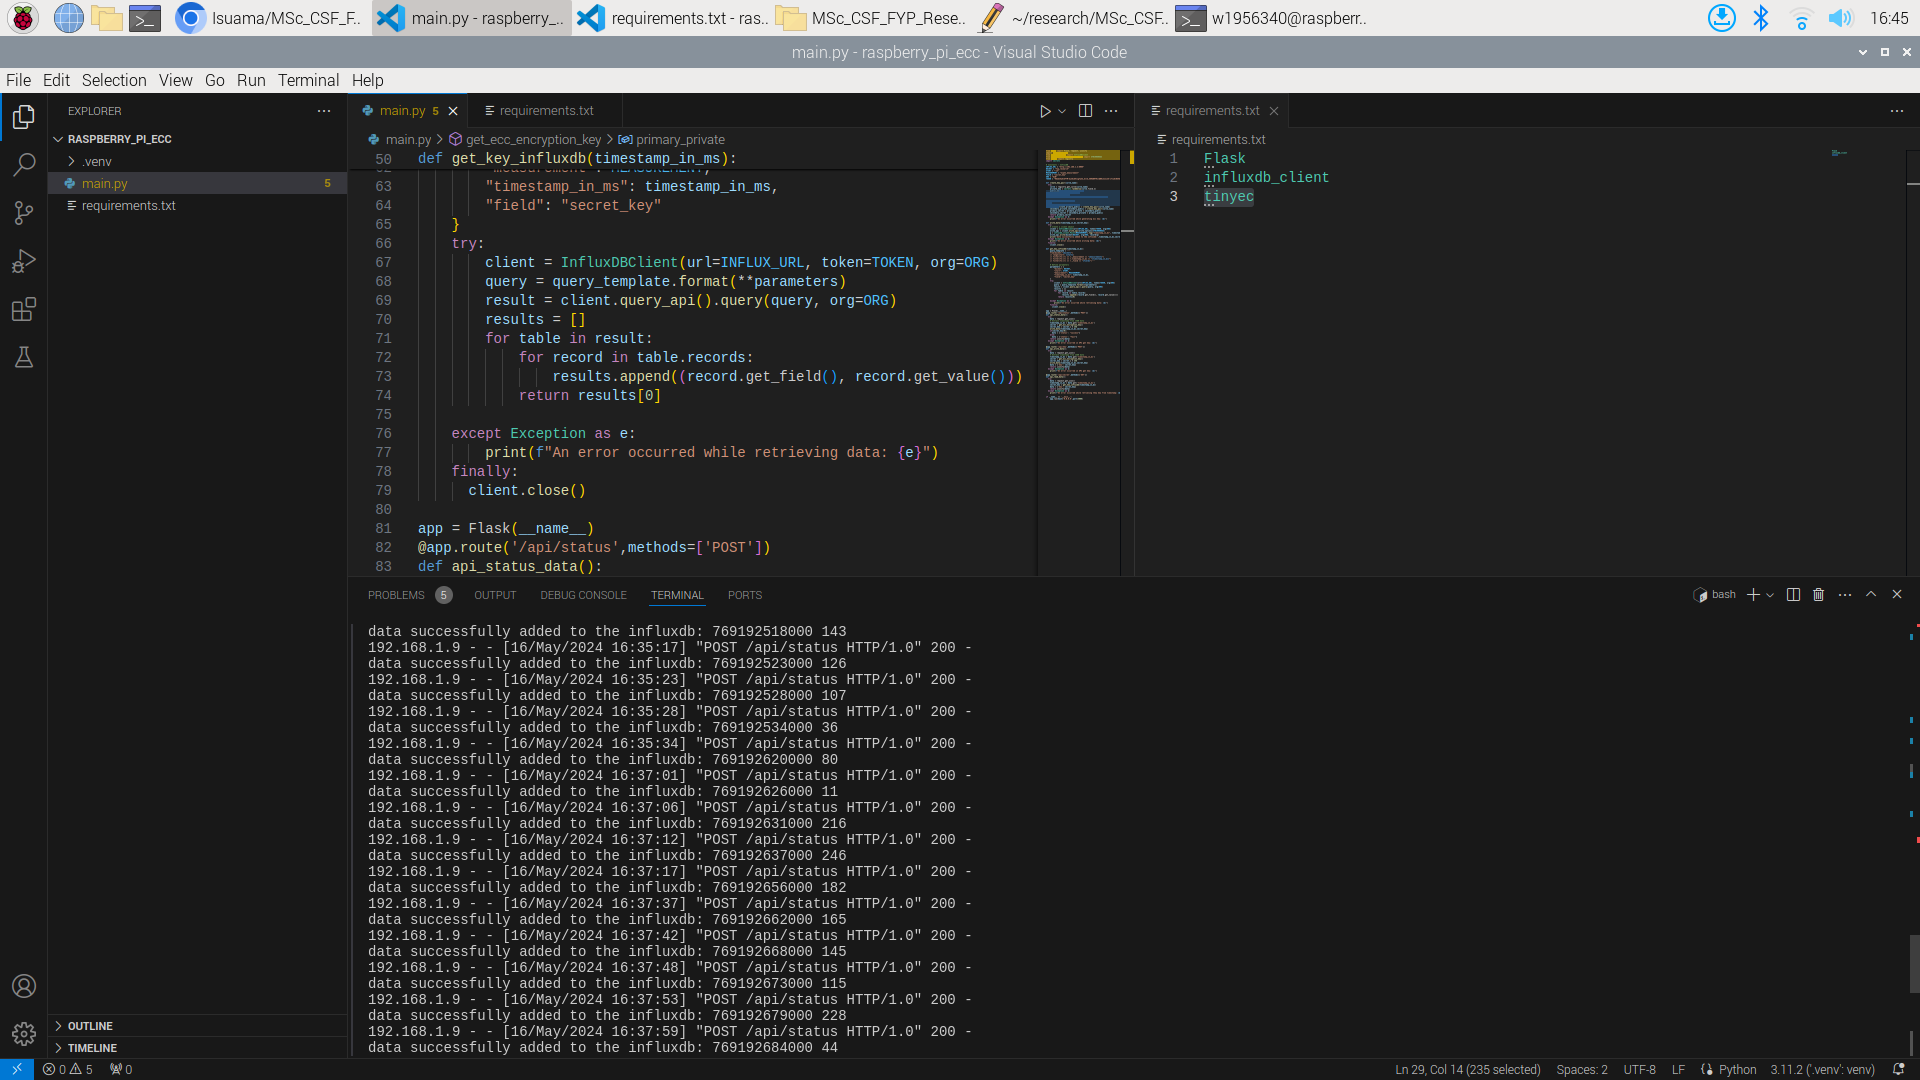 Isuama/MSc_CSF_F..
main.py - raspberry_..
requirements.txt - ras..
MSc_CSF_FYP_Rese..
~/research/MSc_CSF..
w1956340@raspberr..
16:45
main.py - raspberry_pi_ecc - Visual Studio Code
File Edit Selection View Go Run Terminal Help
EXPLORER
RASPBERRY_PI_ECC
.venv
main.py 5
requirements.txt
main.py 5
requirements.txt
main.py > get_ecc_encryption_key > primary_private
50 def get_key_influxdb(timestamp_in_ms):
63 "timestamp_in_ms": timestamp_in_ms,
64 "field": "secret_key"
65 }
66 try:
67 client = InfluxDBClient(url=INFLUX_URL, token=TOKEN, org=ORG)
68 query = query_template.format(**parameters)
69 result = client.query_api().query(query, org=ORG)
70 results = []
71 for table in result:
72 for record in table.records:
73 results.append((record.get_field(), record.get_value()))
74 return results[0]
75
76 except Exception as e:
77 print(f"An error occurred while retrieving data: {e}")
78 finally:
79 client.close()
80
81 app = Flask(__name__)
82 @app.route('/api/status',methods=['POST'])
83 def api_status_data():
requirements.txt
requirements.txt
1 Flask
2 influxdb_client
3 tinyec
PROBLEMS 5 OUTPUT DEBUG CONSOLE TERMINAL PORTS
bash
data successfully added to the influxdb: 769192518000 143
192.168.1.9 - - [16/May/2024 16:35:17] "POST /api/status HTTP/1.0" 200 -
data successfully added to the influxdb: 769192523000 126
192.168.1.9 - - [16/May/2024 16:35:23] "POST /api/status HTTP/1.0" 200 -
data successfully added to the influxdb: 769192528000 107
192.168.1.9 - - [16/May/2024 16:35:28] "POST /api/status HTTP/1.0" 200 -
data successfully added to the influxdb: 769192534000 36
192.168.1.9 - - [16/May/2024 16:35:34] "POST /api/status HTTP/1.0" 200 -
data successfully added to the influxdb: 769192620000 80
192.168.1.9 - - [16/May/2024 16:37:01] "POST /api/status HTTP/1.0" 200 -
data successfully added to the influxdb: 769192626000 11
192.168.1.9 - - [16/May/2024 16:37:06] "POST /api/status HTTP/1.0" 200 -
data successfully added to the influxdb: 769192631000 216
192.168.1.9 - - [16/May/2024 16:37:12] "POST /api/status HTTP/1.0" 200 -
data successfully added to the influxdb: 769192637000 246
192.168.1.9 - - [16/May/2024 16:37:17] "POST /api/status HTTP/1.0" 200 -
data successfully added to the influxdb: 769192656000 182
192.168.1.9 - - [16/May/2024 16:37:37] "POST /api/status HTTP/1.0" 200 -
data successfully added to the influxdb: 769192662000 165
192.168.1.9 - - [16/May/2024 16:37:42] "POST /api/status HTTP/1.0" 200 -
data successfully added to the influxdb: 769192668000 145
192.168.1.9 - - [16/May/2024 16:37:48] "POST /api/status HTTP/1.0" 200 -
data successfully added to the influxdb: 769192673000 115
192.168.1.9 - - [16/May/2024 16:37:53] "POST /api/status HTTP/1.0" 200 -
data successfully added to the influxdb: 769192679000 228
192.168.1.9 - - [16/May/2024 16:37:59] "POST /api/status HTTP/1.0" 200 -
data successfully added to the influxdb: 769192684000 44
OUTLINE
TIMELINE
0 5 0
Ln 29, Col 14 (235 selected) Spaces: 2 UTF-8 LF Python 3.11.2 ('.venv': venv)